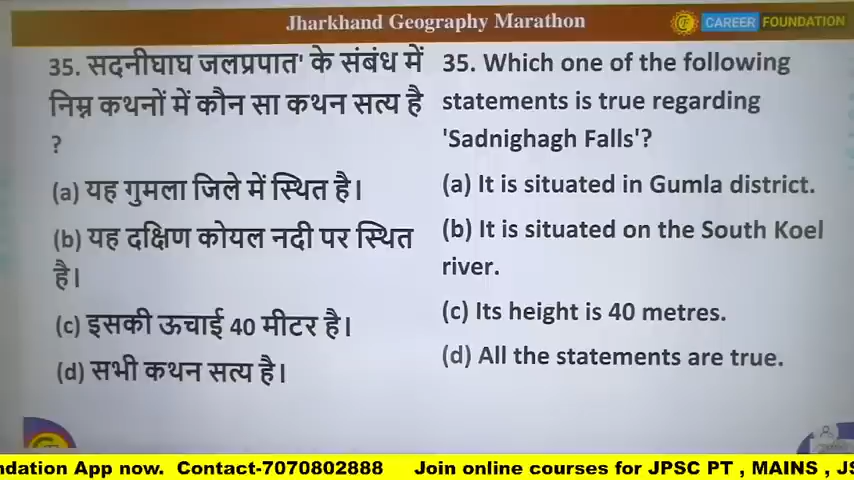 Jharkhand Geography Marathon
CAREER FOUNDATION
35. सदनीघाघ जलप्रपात' के संबंध में
निम्न कथनों में कौन सा कथन सत्य है
?
(a) यह गुमला जिले में स्थित है।
(b) यह दक्षिण कोयल नदी पर स्थित
है।
(c) इसकी ऊचाई 40 मीटर है।
(d) सभी कथन सत्य है।
35. Which one of the following
statements is true regarding
'Sadnighagh Falls'?
(a) It is situated in Gumla district.
(b) It is situated on the South Koel
river.
(c) Its height is 40 metres.
(d) All the statements are true.
ndation App now. Contact-7070802888 Join online courses for JPSC PT , MAINS , JS